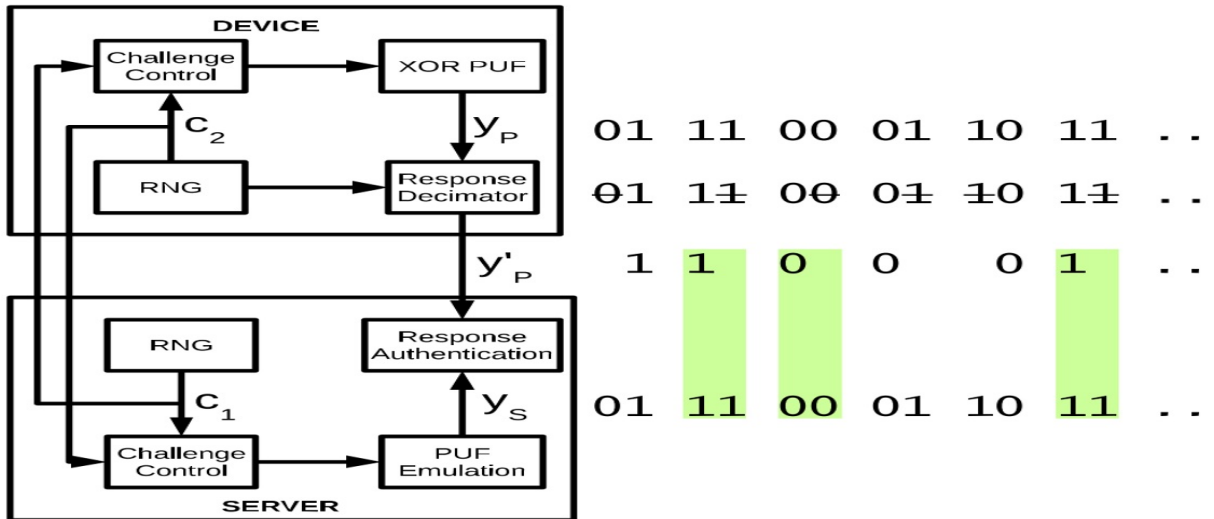 DEVICE
Challenge
Control
XOR PUF
c2
yP
RNG
Response
Decimator
y'P
RNG
Response
Authentication
c1
yS
Challenge
Control
PUF
Emulation
SERVER
01 11 00 01 10 11 . .
01 11 00 01 10 11 . .
1 1 0 0 0 1 . .
01 11 00 01 10 11 . .